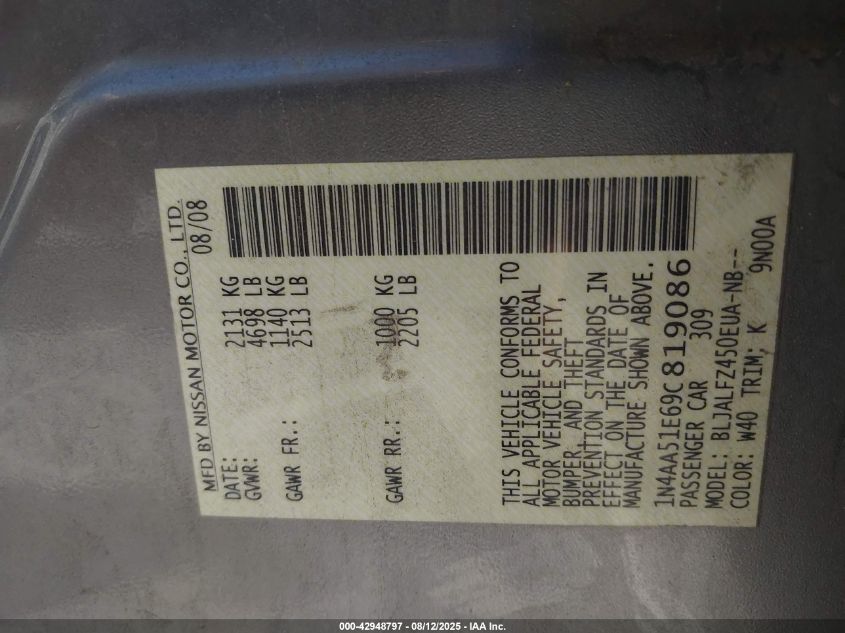 MFD BY NISSAN MOTOR CO., LTD.
DATE: 08/08
GVWR: 2131 KG
4698 LB
GAWR FR.: 1140 KG
2513 LB
GAWR RR.: 1000 KG
2205 LB
THIS VEHICLE CONFORMS TO
ALL APPLICABLE FEDERAL
MOTOR VEHICLE SAFETY,
BUMPER, AND THEFT
PREVENTION STANDARDS IN
EFFECT ON THE DATE OF
MANUFACTURE SHOWN ABOVE.
1N4AA51E69C819086
PASSENGER CAR 309
MODEL: BLJALFZ450EUA-NB--
COLOR: W40 TRIM; K 9N00A
000-42948797 - 08/12/2025 - IAA Inc.